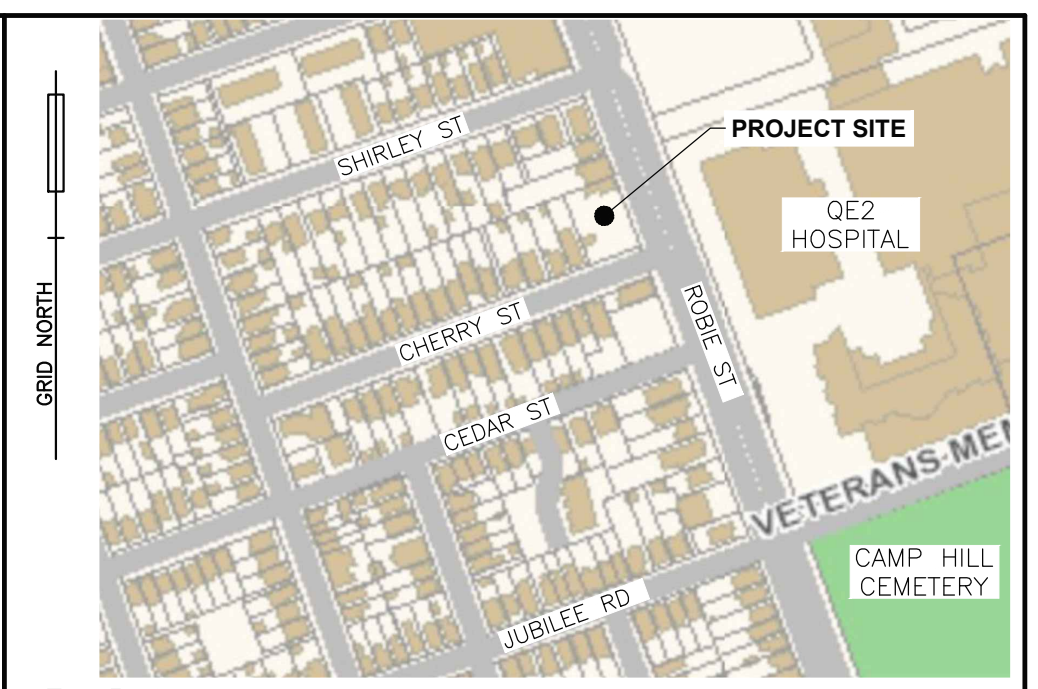 GRID NORTH
SHIRLEY ST
PROJECT SITE
QE2
HOSPITAL
CHERRY ST
ROBIE ST
CEDAR ST
VETERANS MEM
CAMP HILL
CEMETERY
JUBILEE RD